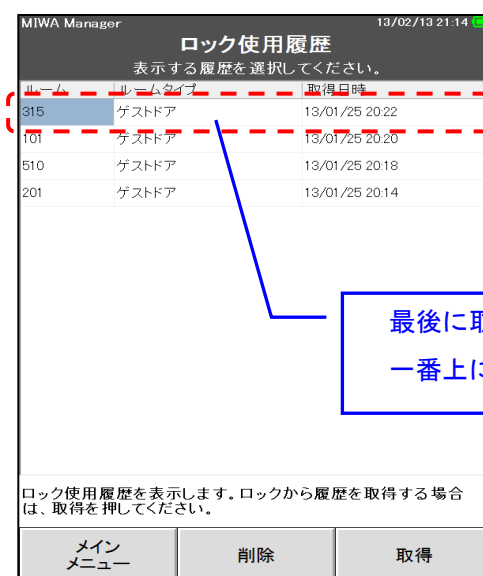 MIWA Manager 13/02/13 21:14
ロック使用履歴
表示する履歴を選択してください。
ルーム ルームタイプ 取得日時
315 ゲストドア 13/01/25 20:22
101 ゲストドア 13/01/25 20:20
510 ゲストドア 13/01/25 20:18
201 ゲストドア 13/01/25 20:14
最後に取
一番上に
ロック使用履歴を表示します。ロックから履歴を取得する場合
は、取得を押してください。
メイン
メニュー 削除 取得